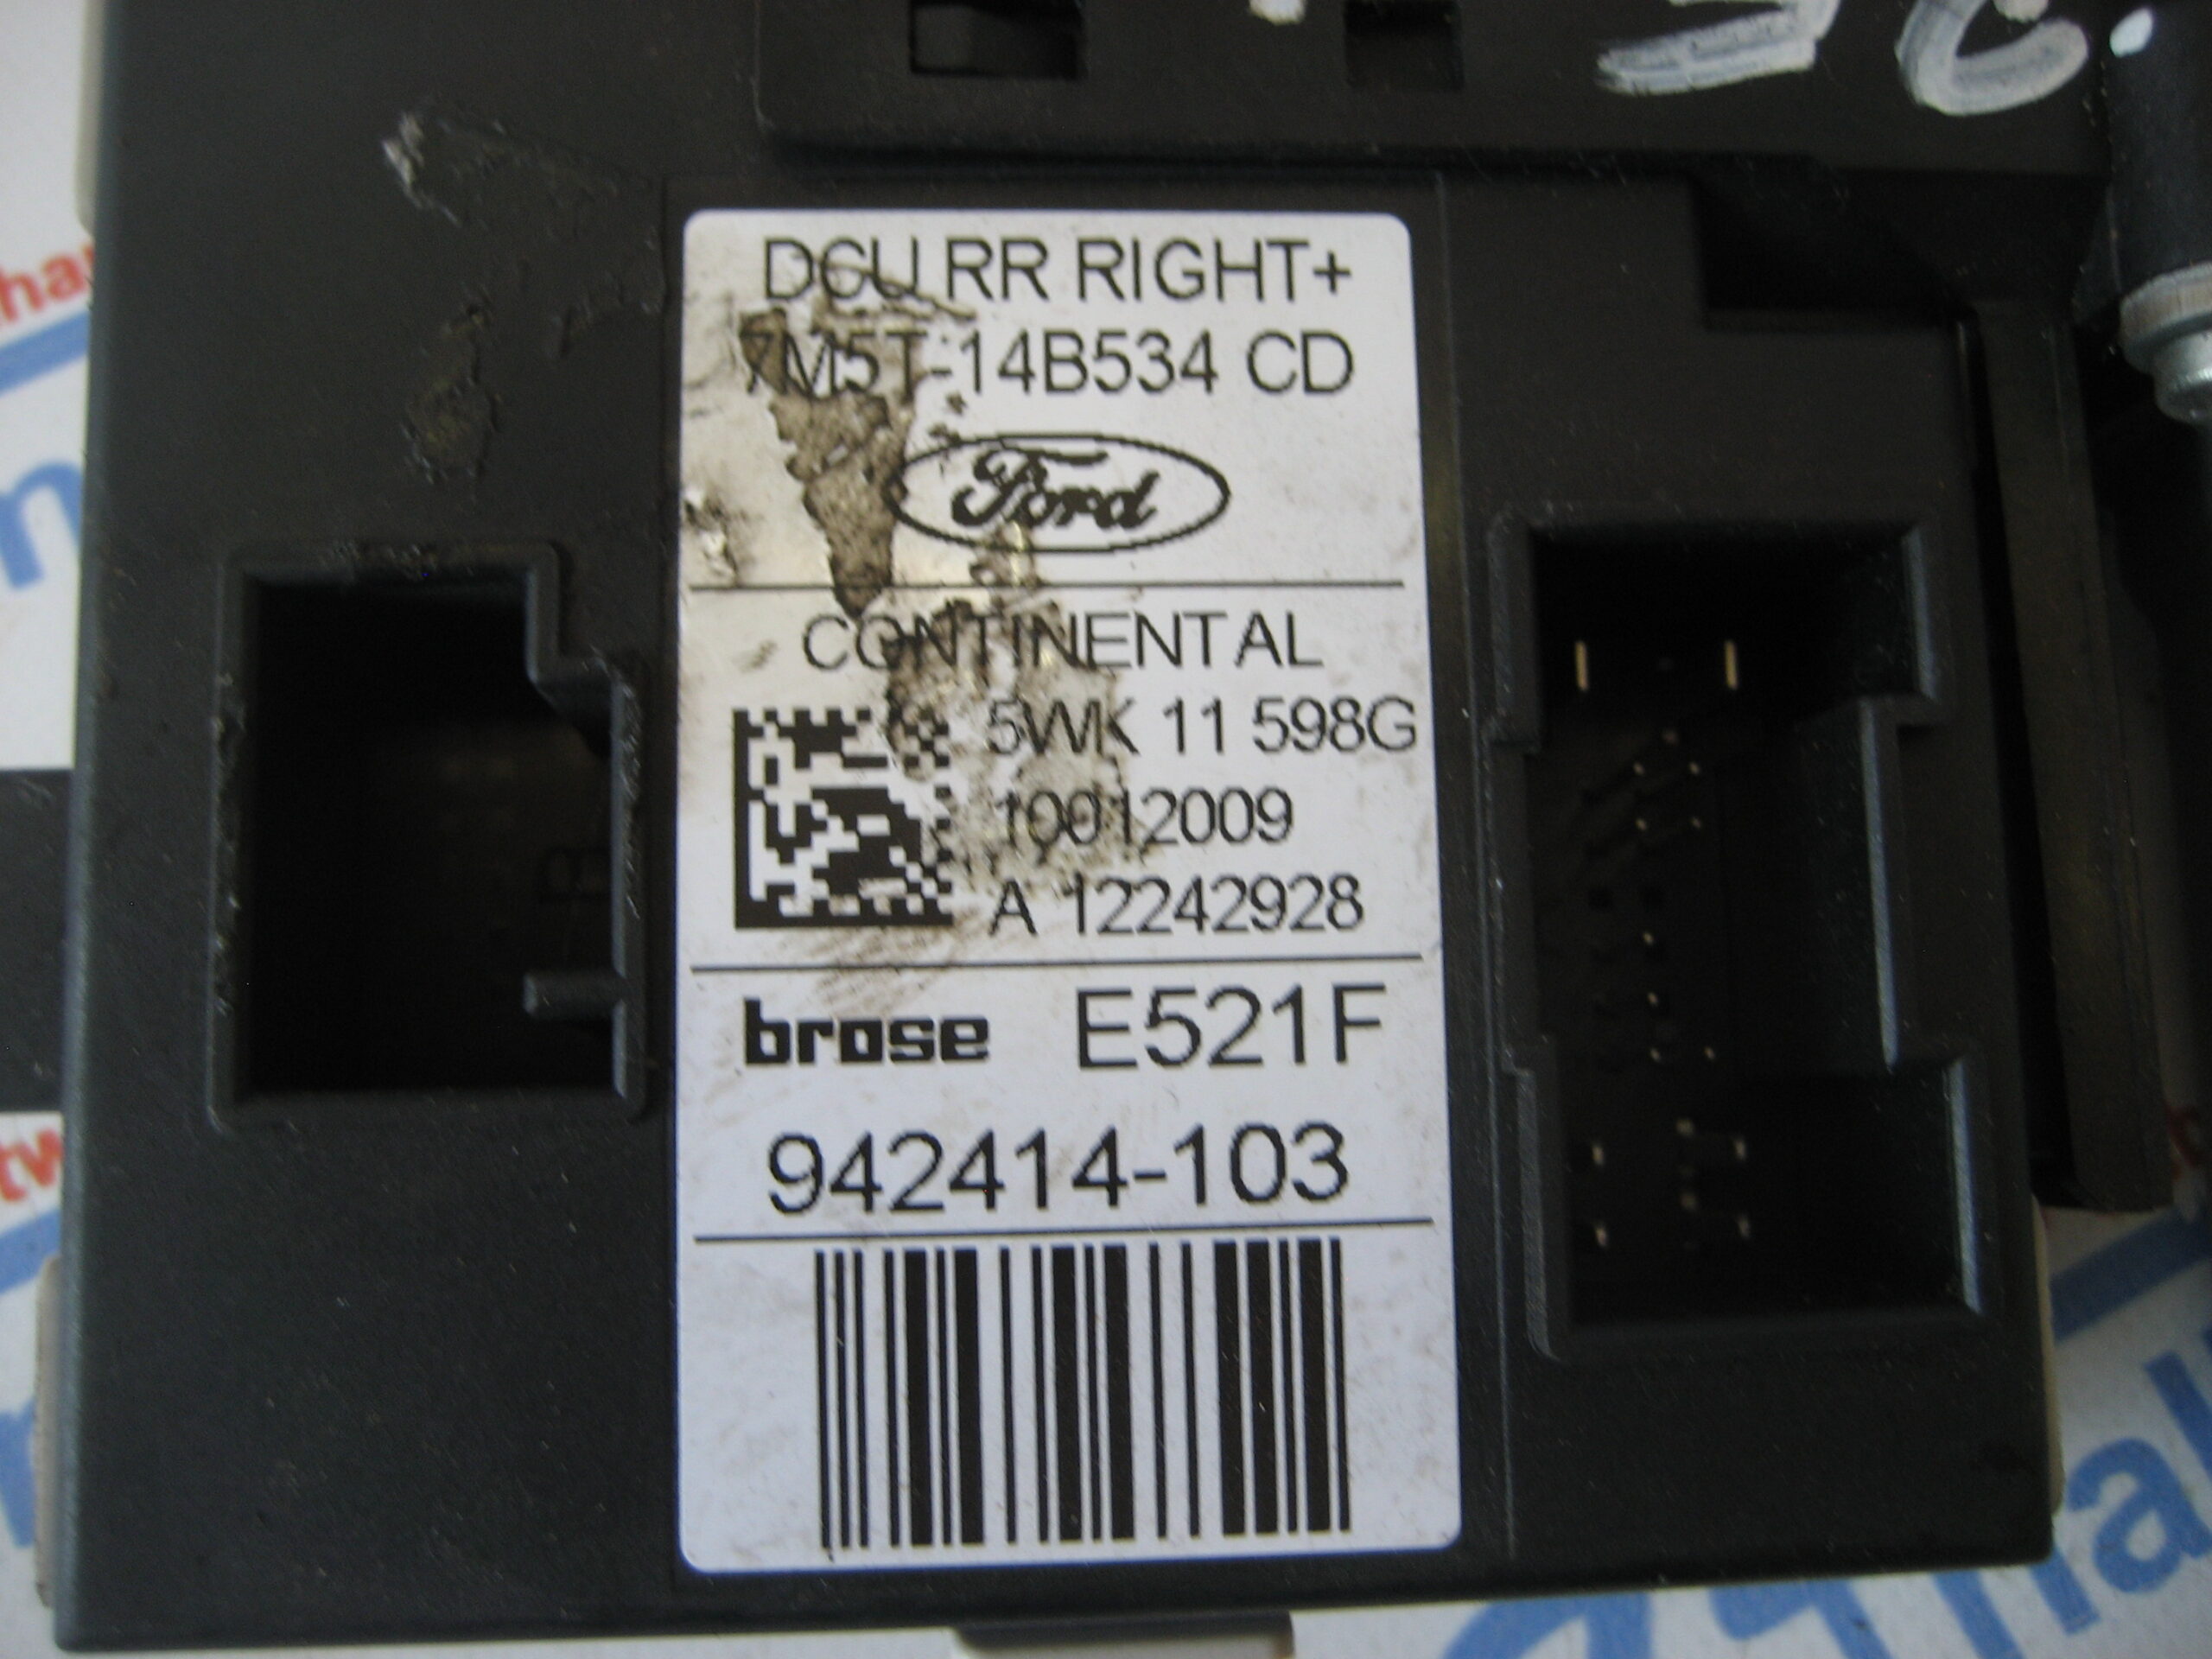 DCU RR RIGHT+
7M5T-14B534 CD
Ford
CONTINENTAL
5WK 11 598G
10012009
A 12242928
brose E521F
942414-103